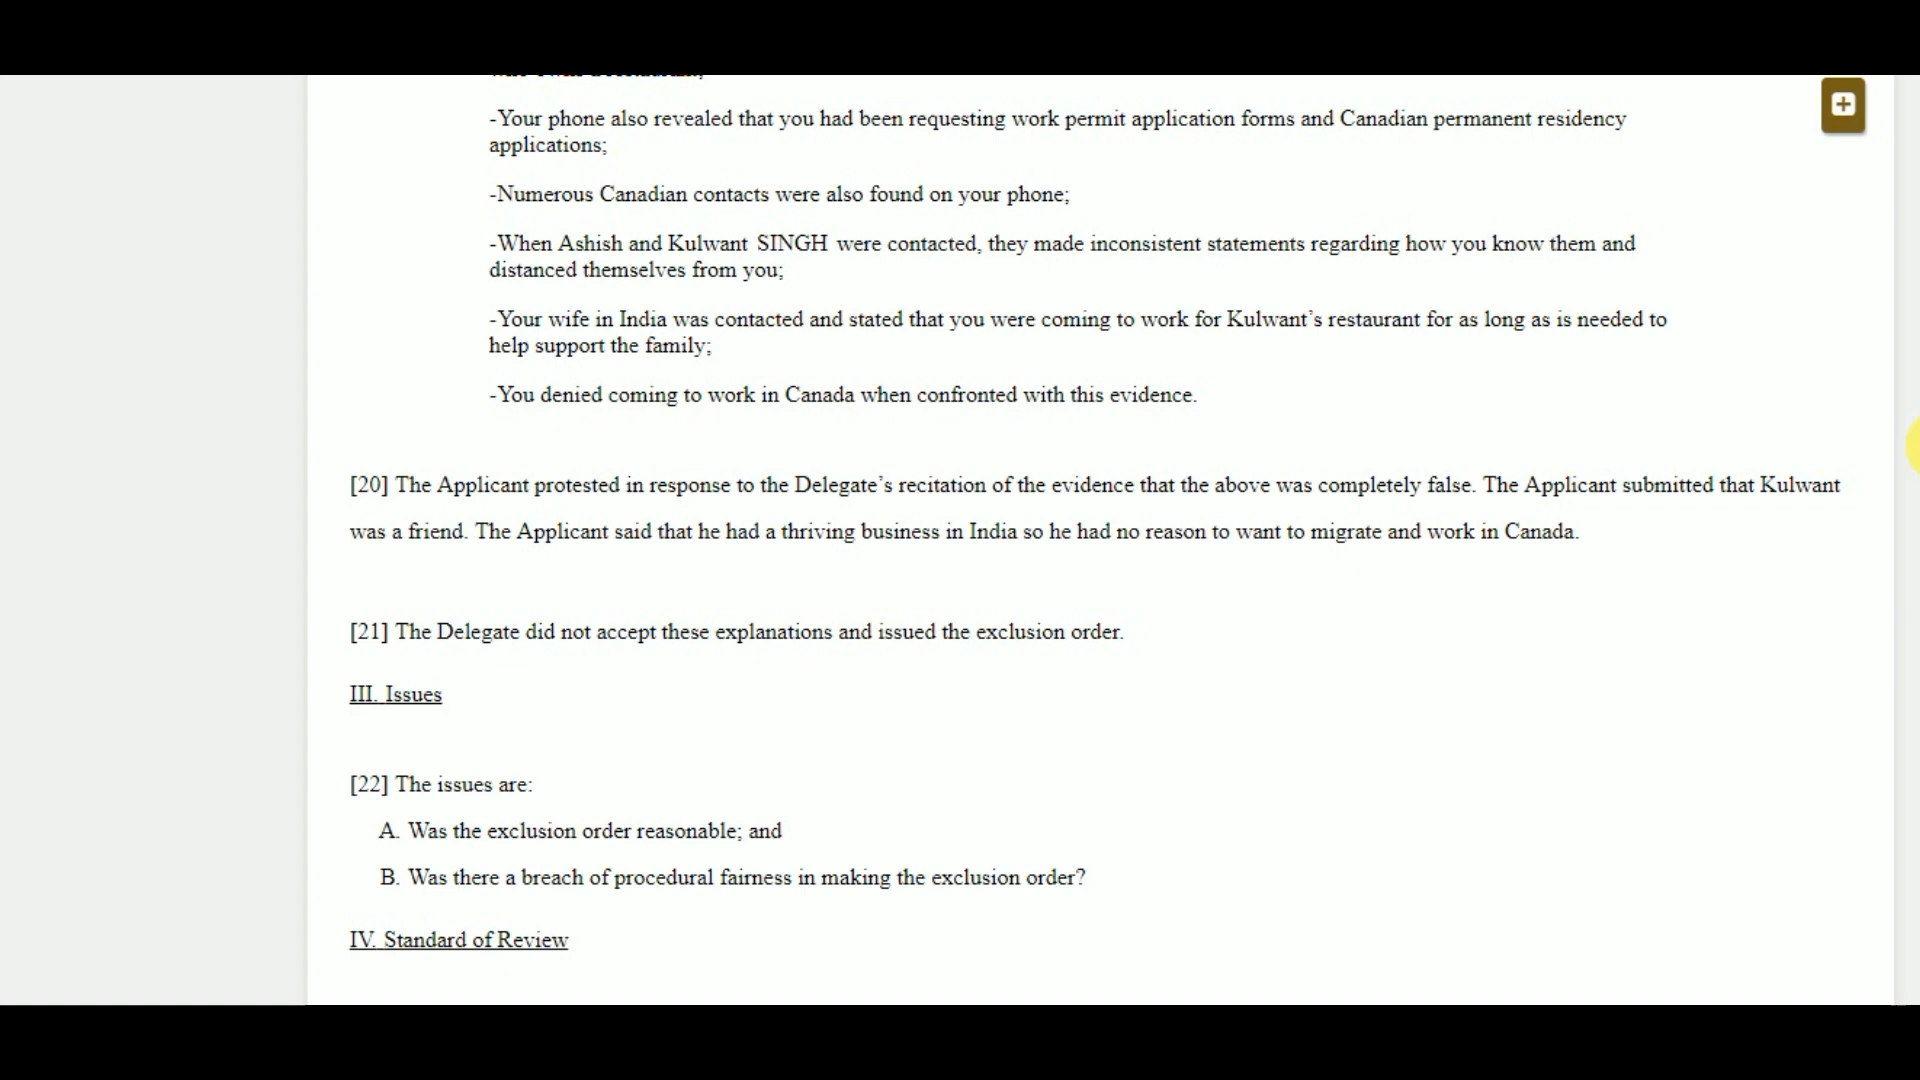 -Your phone also revealed that you had been requesting work permit application forms and Canadian permanent residency
applications;
-Numerous Canadian contacts were also found on your phone;
-When Ashish and Kulwant SINGH were contacted, they made inconsistent statements regarding how you know them and
distanced themselves from you;
-Your wife in India was contacted and stated that you were coming to work for Kulwant's restaurant for as long as is needed to
help support the family;
-You denied coming to work in Canada when confronted with this evidence.
[20] The Applicant protested in response to the Delegate's recitation of the evidence that the above was completely false. The Applicant submitted that Kulwant
was a friend. The Applicant said that he had a thriving business in India so he had no reason to want to migrate and work in Canada.
[21] The Delegate did not accept these explanations and issued the exclusion order.
III. Issues
[22] The issues are:
A. Was the exclusion order reasonable; and
B. Was there a breach of procedural fairness in making the exclusion order?
IV. Standard of Review